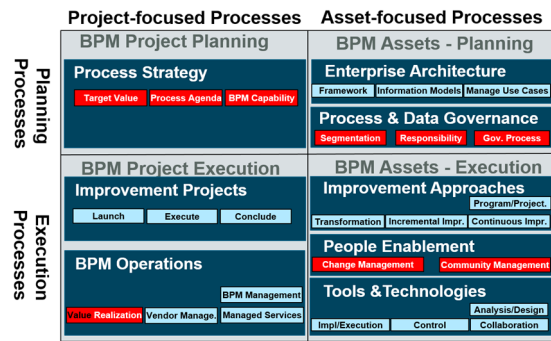 Project-focused Processes
Asset-focused Processes
Planning
Processes
BPM Project Planning
Process Strategy
Target Value
Process Agenda
BPM Capability
BPM Assets - Planning
Enterprise Architecture
Framework
Information Models
Manage Use Cases
Process & Data Governance
Segmentation
Responsibility
Gov. Process
Execution
Processes
BPM Project Execution
Improvement Projects
Launch
Execute
Conclude
BPM Operations
BPM Management
Value Realization
Vendor Manage.
Managed Services
BPM Assets - Execution
Improvement Approaches
Program/Project.
Transformation
Incremental Impr.
Continuous Impr.
People Enablement
Change Management
Community Management
Tools &Technologies
Analysis/Design
Impl/Execution
Control
Collaboration